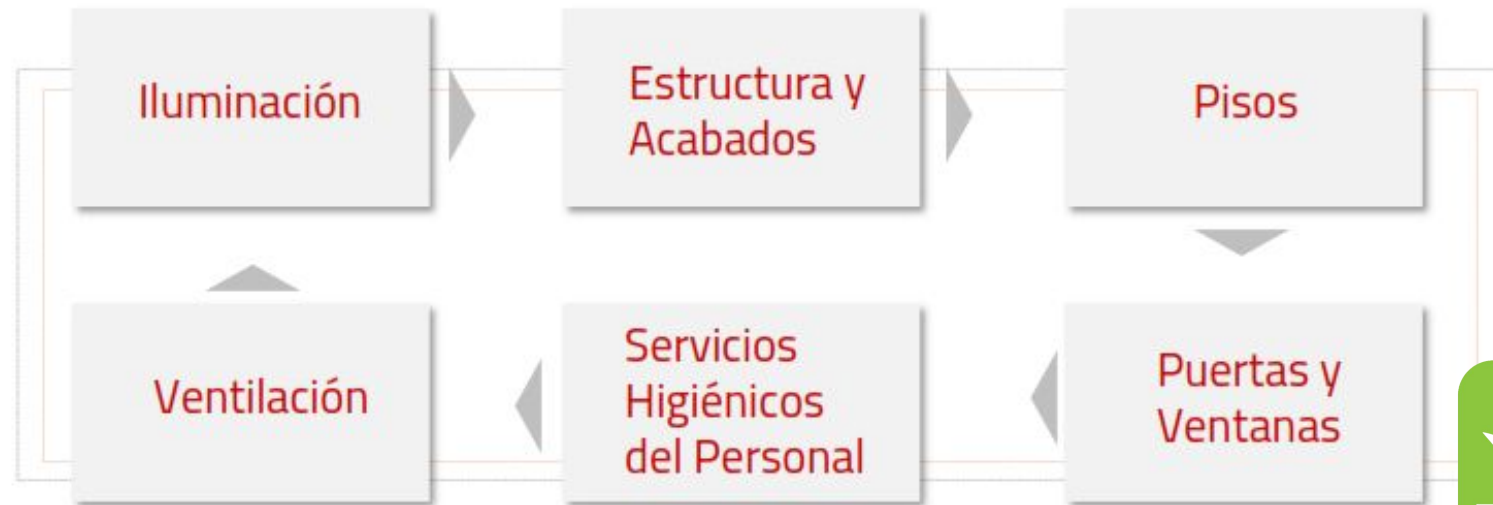 Iluminación
Estructura y
Acabados
Pisos
Puertas y
Ventanas
Servicios
Higiénicos
del Personal
Ventilación